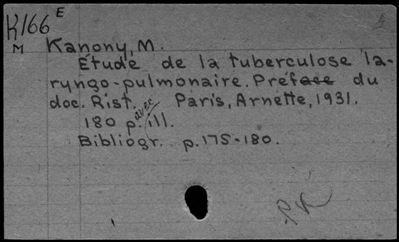 K166 E
M Kanony, M.
Étude de la tuberculose la-
ryngo-pulmonaire. Préface du
doc. Rist. Paris, Arnette, 1931.
180 p. avec ill.
Bibliogr. p.175-180.